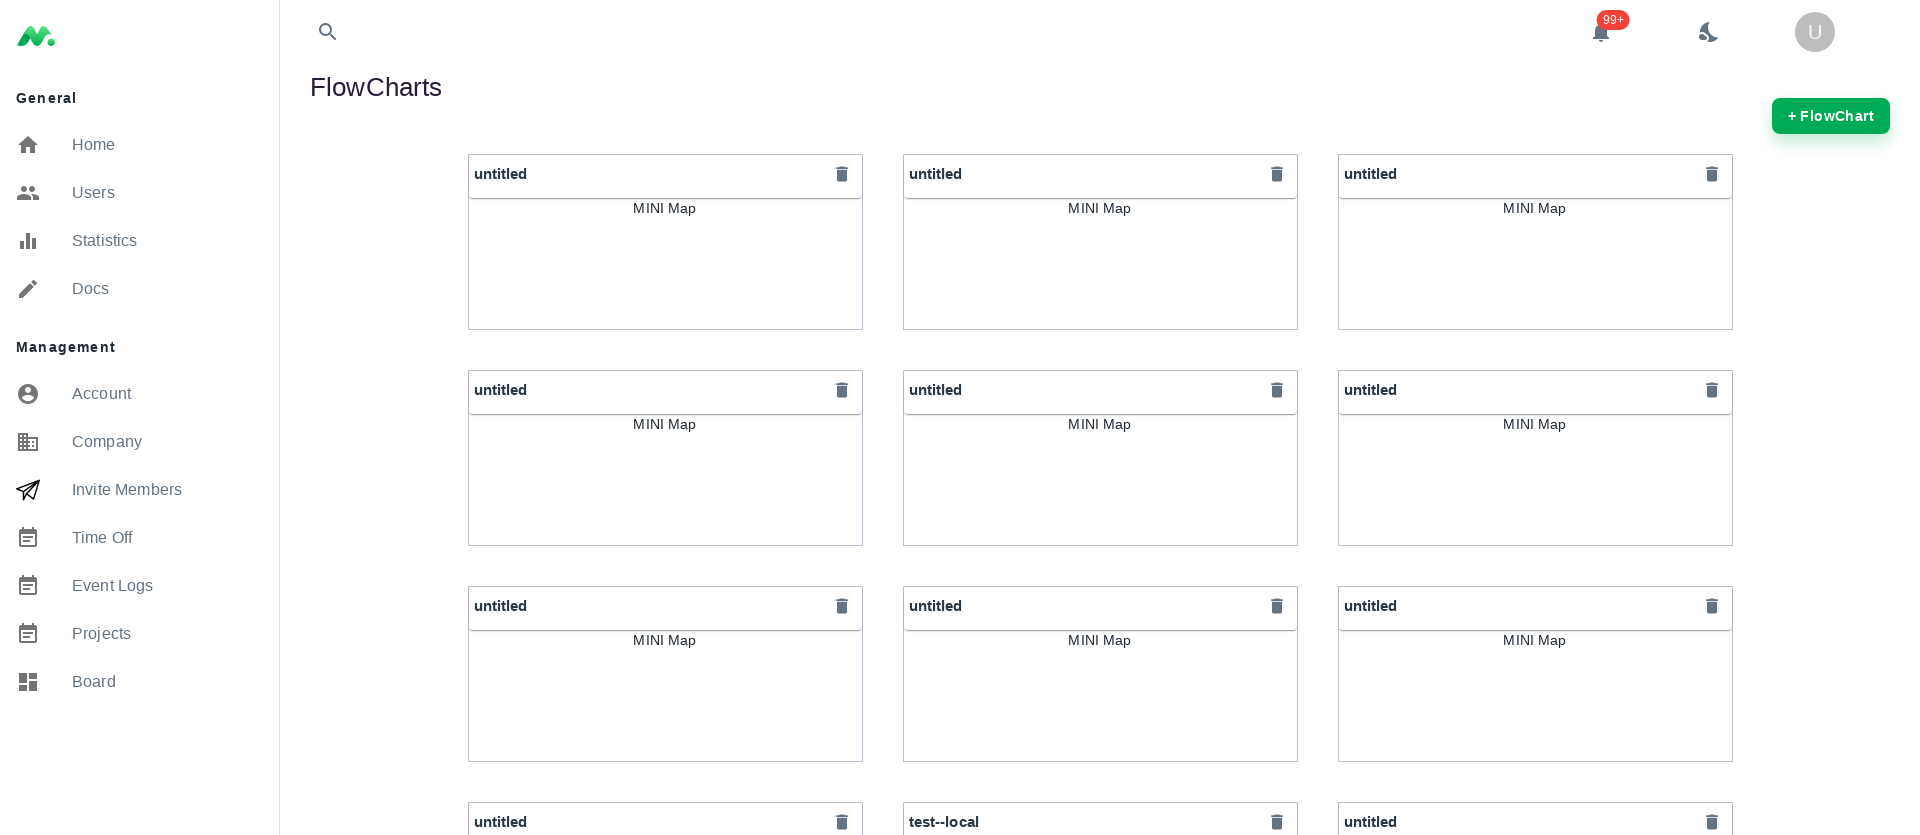 99+
U
General
Home
Users
Statistics
Docs
Management
Account
Company
Invite Members
Time Off
Event Logs
Projects
Board
FlowCharts
+ FlowChart
untitled
MINI Map
untitled
MINI Map
untitled
MINI Map
untitled
MINI Map
untitled
MINI Map
untitled
MINI Map
untitled
MINI Map
untitled
MINI Map
untitled
MINI Map
untitled
test--local
untitled